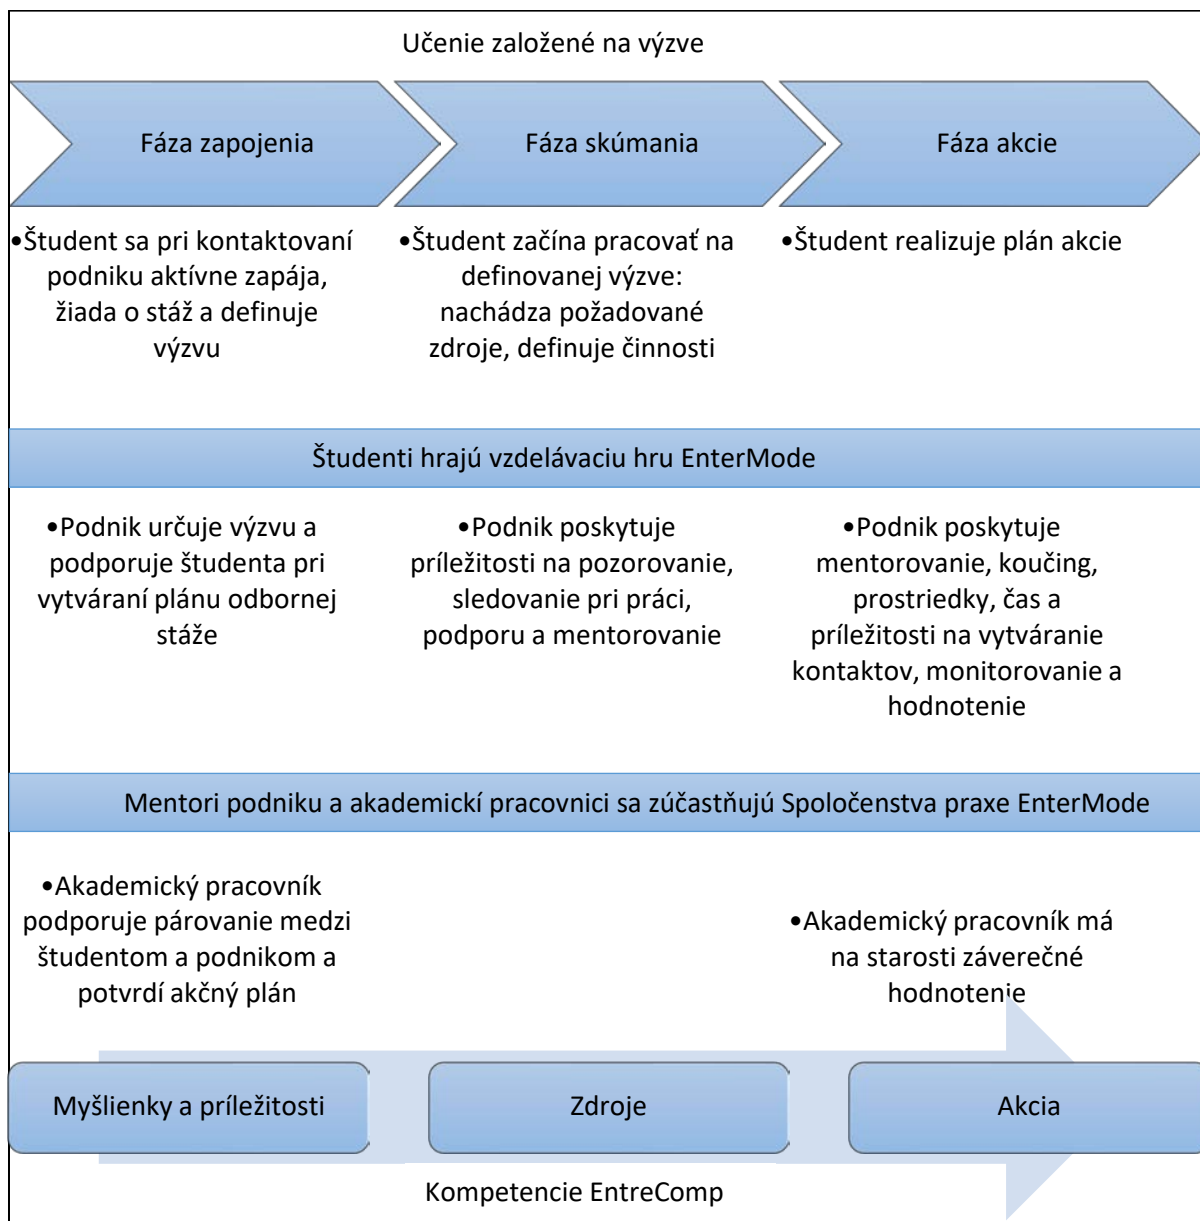 Učenie založené na výzve
Fáza zapojenia
Fáza skúmania
Fáza akcie
•Študent sa pri kontaktovaní
podniku aktívne zapája,
žiada o stáž a definuje
výzvu
•Študent začína pracovať na
definovanej výzve:
nachádza požadované
zdroje, definuje činnosti
•Študent realizuje plán akcie
Študenti hrajú vzdelávaciu hru EnterMode
•Podnik určuje výzvu a
podporuje študenta pri
vytváraní plánu odbornej
stáže
•Podnik poskytuje
príležitosti na pozorovanie,
sledovanie pri práci,
podporu a mentorovanie
•Podnik poskytuje
mentorovanie, koučing,
prostriedky, čas a
príležitosti na vytváranie
kontaktov, monitorovanie a
hodnotenie
Mentori podniku a akademickí pracovnici sa zúčastňujú Spoločenstva praxe EnterMode
•Akademický pracovník
podporuje párovanie medzi
študentom a podnikom a
potvrdí akčný plán
•Akademický pracovník má
na starosti záverečné
hodnotenie
Myšlienky a príležitosti
Zdroje
Akcia
Kompetencie EntreComp